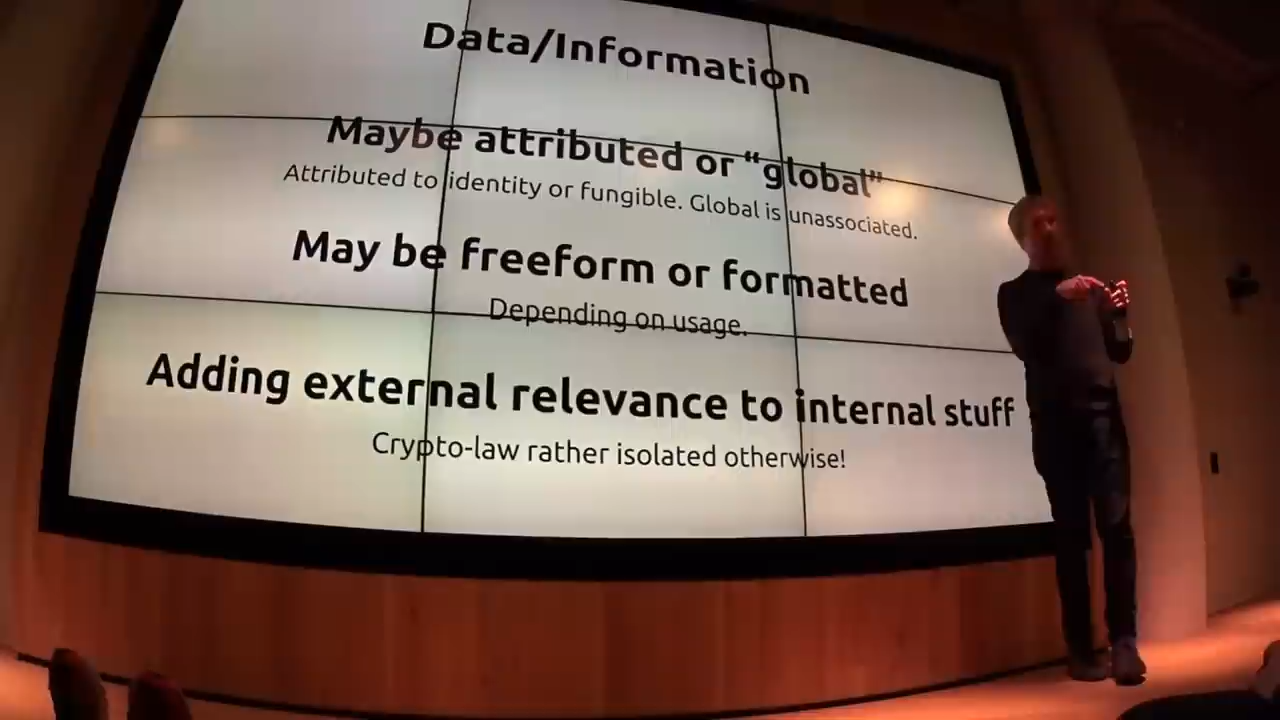 Data/Information
Maybe attributed or “global”
Attributed to identity or fungible. Global is unassociated.
May be freeform or formatted
Depending on usage.
Adding external relevance to internal stuff
Crypto-law rather isolated otherwise!